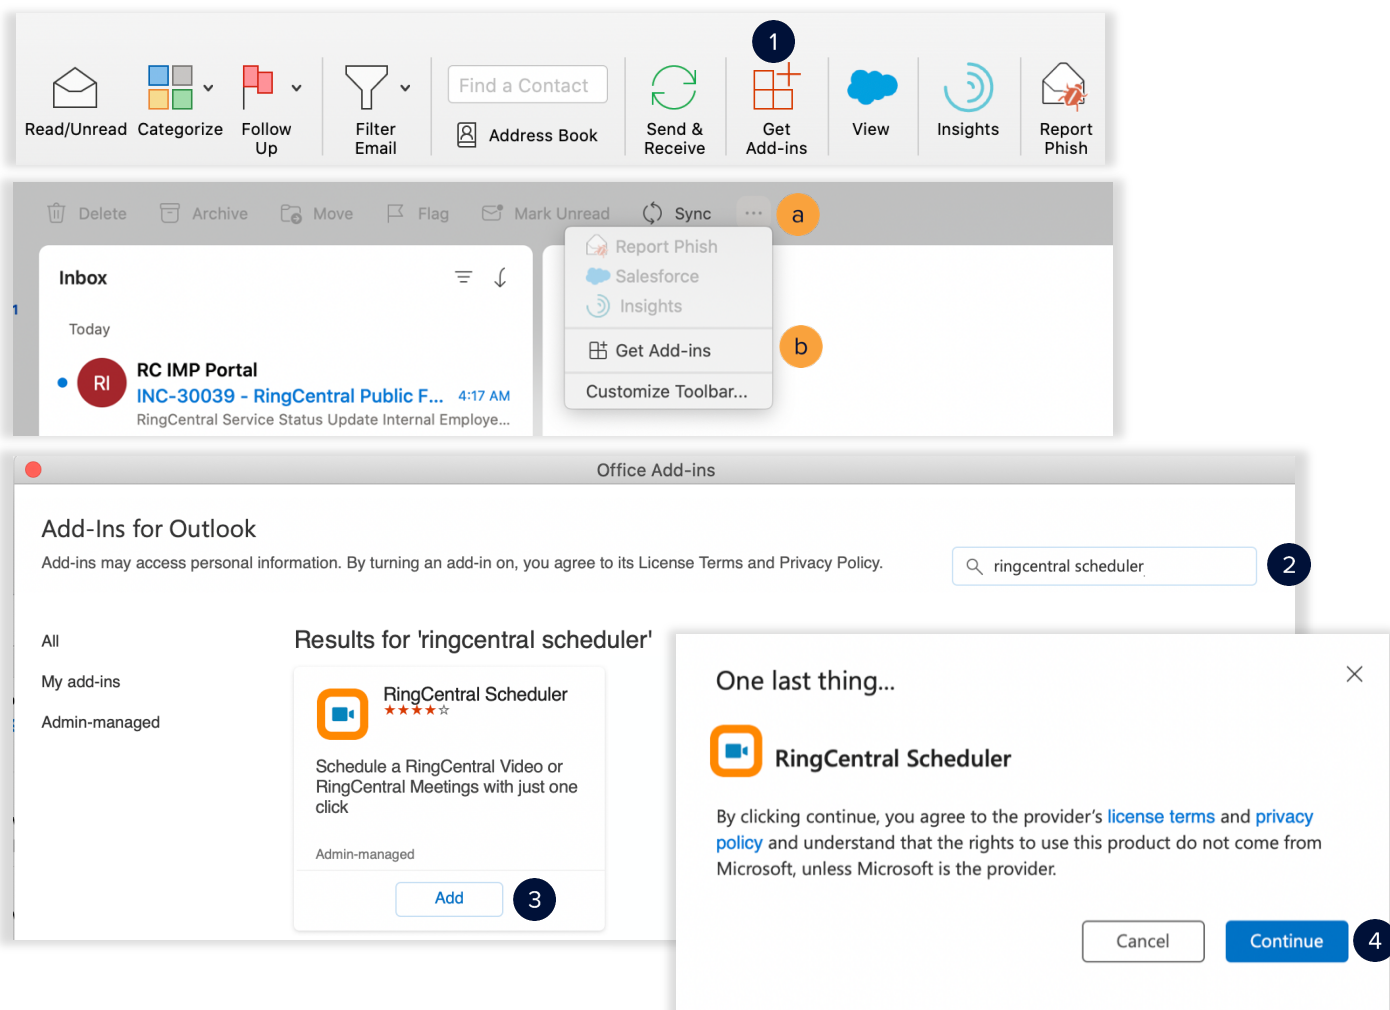 1
Find a Contact
Read/Unread
Categorize
Follow
Up
Filter
Email
Address Book
Send &
Receive
Get
Add-ins
View
Insights
Report
Phish
Delete
Archive
Move
Flag
Mark Unread
Sync
...
a
Report Phish
Salesforce
Insights
Get Add-ins
b
Customize Toolbar...
1
Inbox
Today
RI
RC IMP Portal
INC-30039 - RingCentral Public F...
4:17 AM
RingCentral Service Status Update Internal Employe...
Office Add-ins
Add-Ins for Outlook
Add-ins may access personal information. By turning an add-in on, you agree to its License Terms and Privacy Policy.
ringcentral scheduler
2
All
My add-ins
Admin-managed
Results for 'ringcentral scheduler'
RingCentral Scheduler
Schedule a RingCentral Video or
RingCentral Meetings with just one
click
Admin-managed
Add
3
One last thing...
RingCentral Scheduler
By clicking continue, you agree to the provider's license terms and privacy
policy and understand that the rights to use this product do not come from
Microsoft, unless Microsoft is the provider.
Cancel
Continue
4